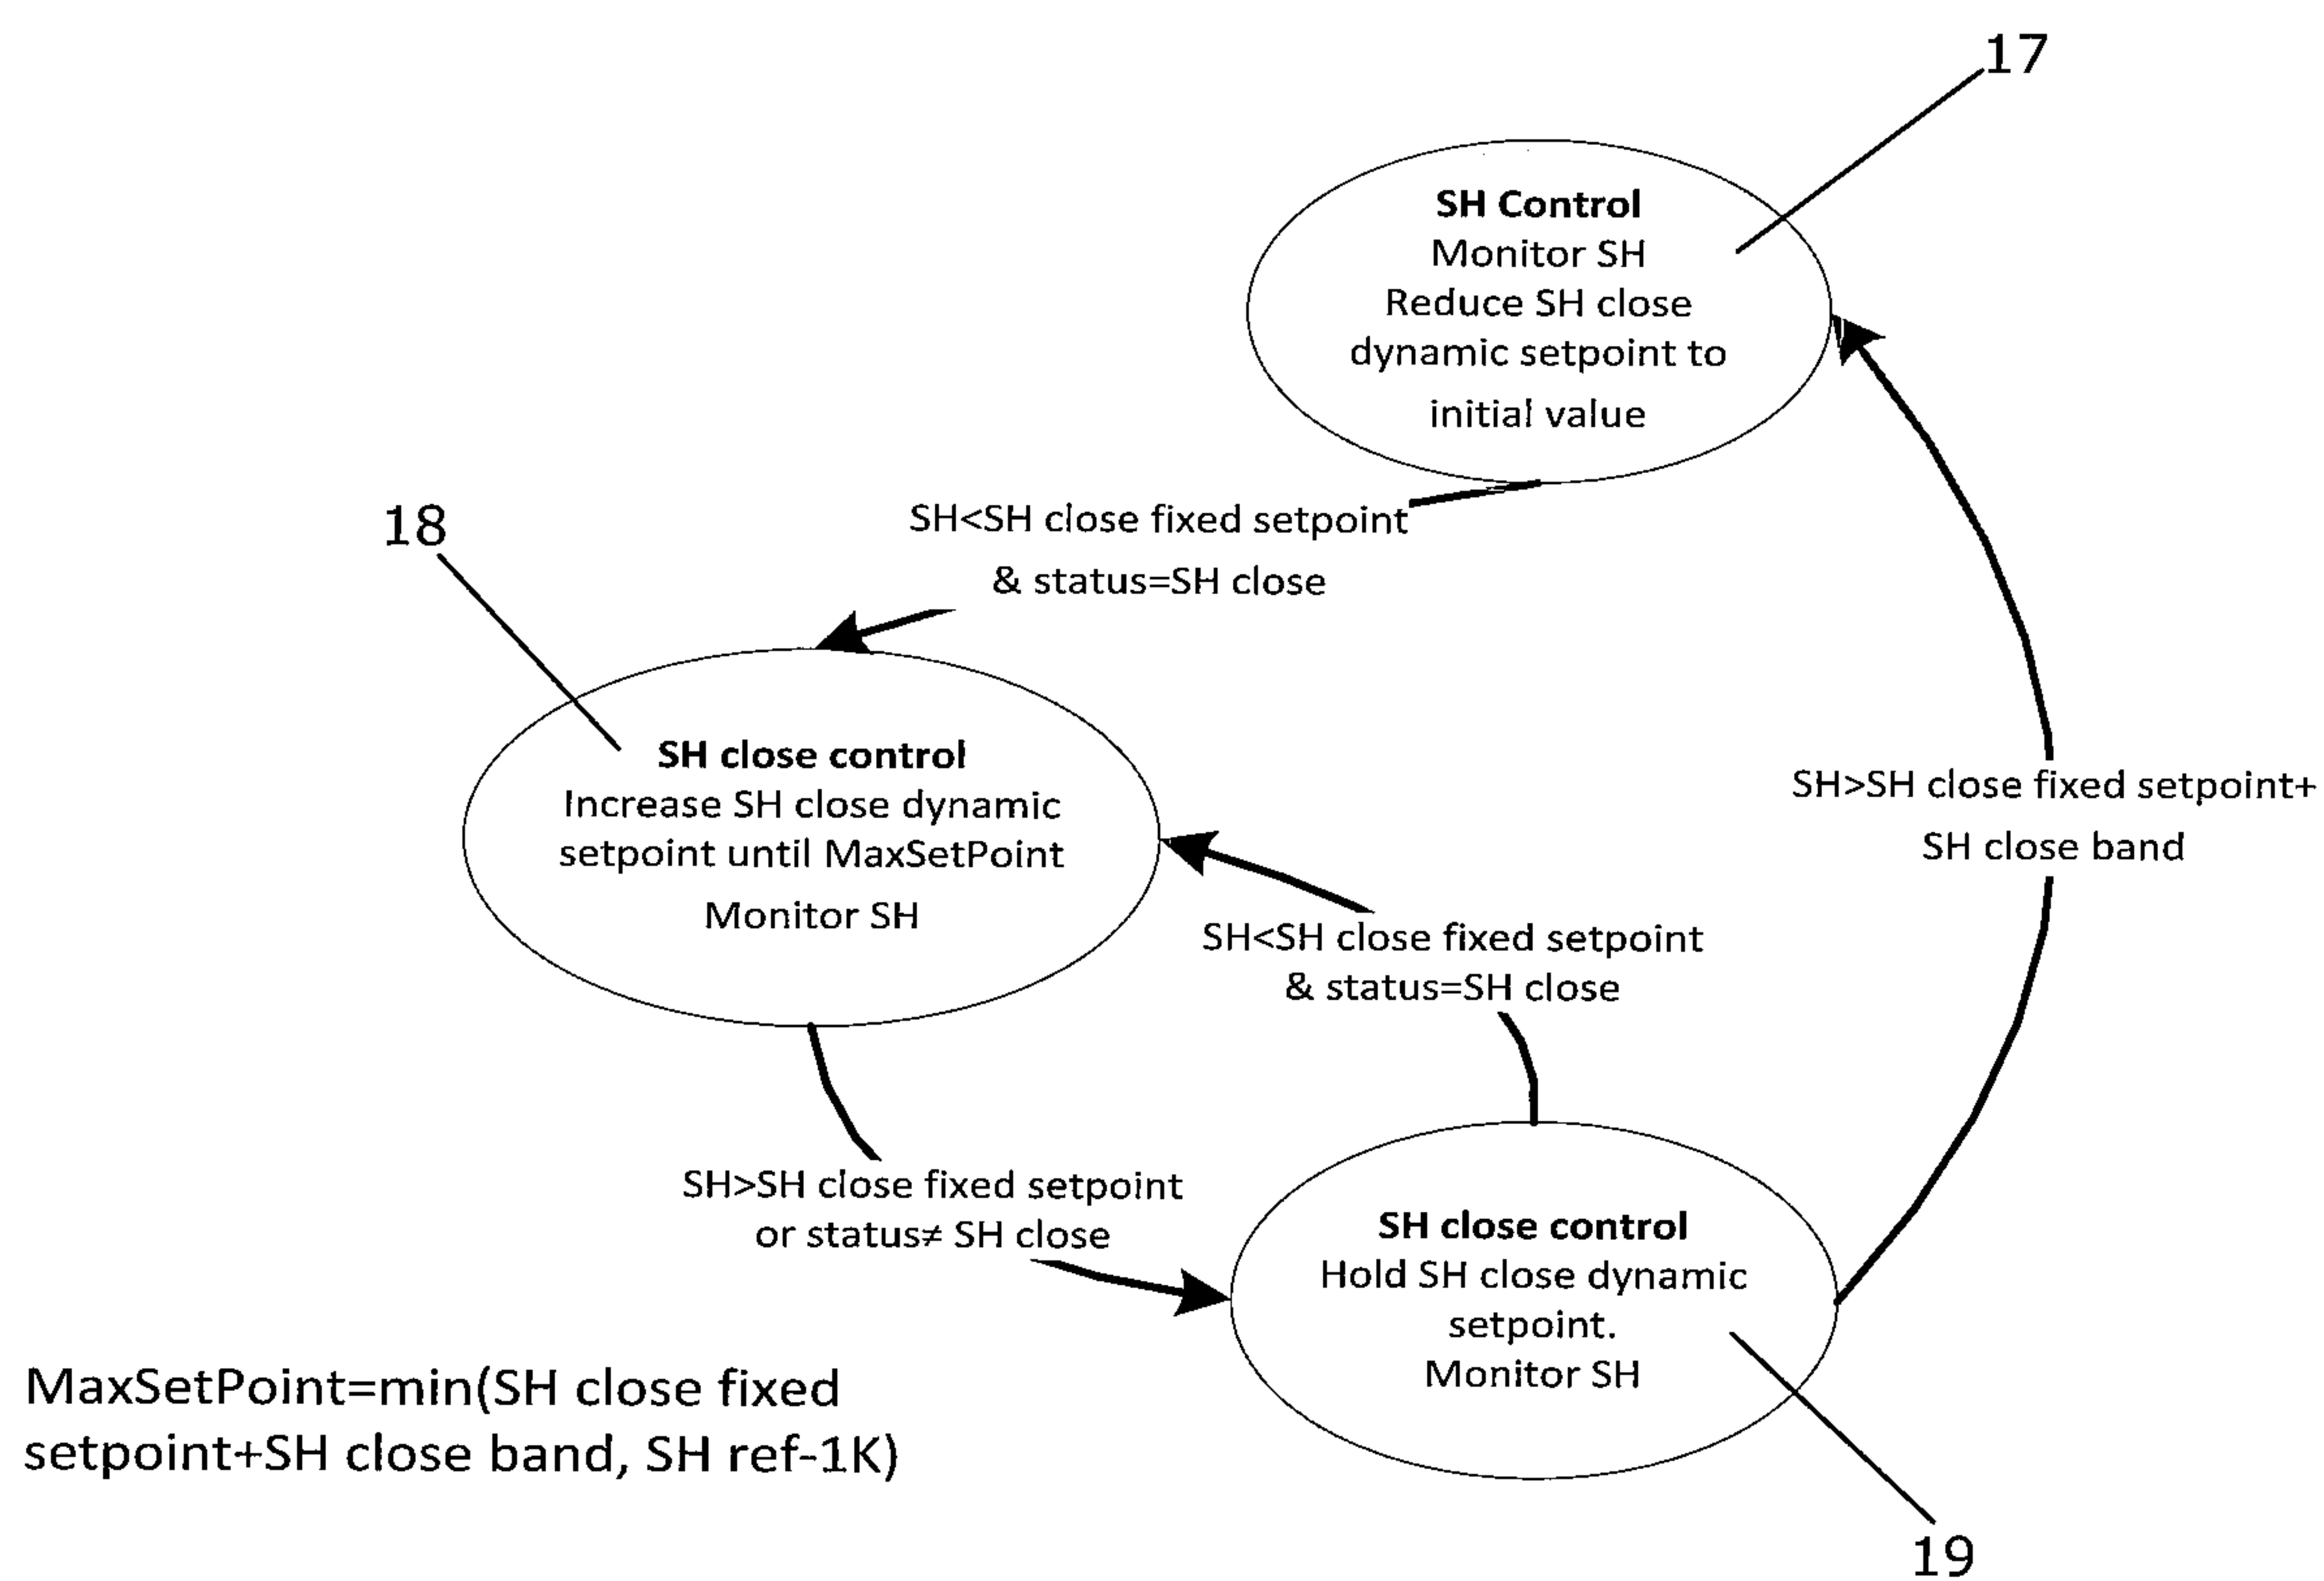 17
SH Control
Monitor SH
Reduce SH close
dynamic setpoint to
initial value
SH<SH close fixed setpoint
& status=SH close
18
SH close control
Increase SH close dynamic
setpoint until MaxSetPoint
Monitor SH
SH>SH close fixed setpoint+
SH close band
SH<SH close fixed setpoint
& status=SH close
SH>SH close fixed setpoint
or status≠ SH close
SH close control
Hold SH close dynamic
setpoint.
Monitor SH
MaxSetPoint=min(SH close fixed
setpoint+SH close band, SH ref-1K)
19